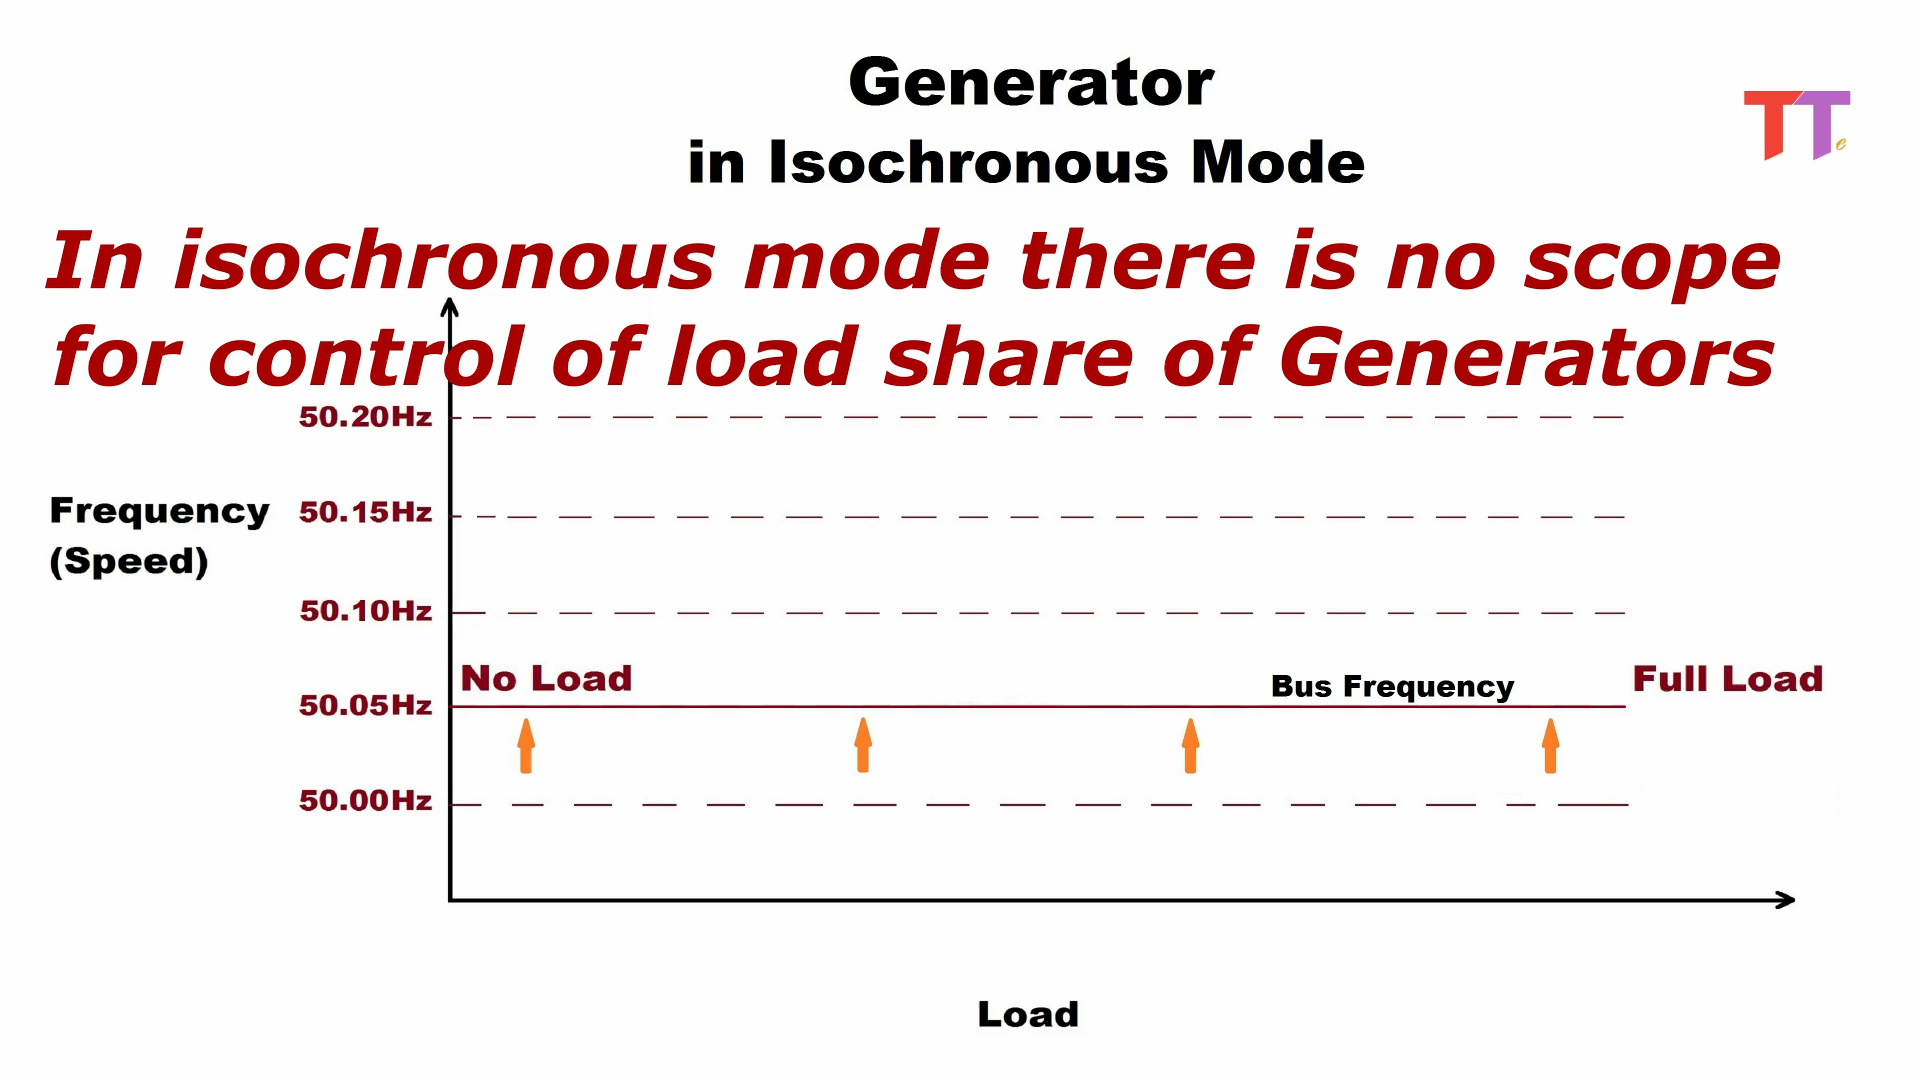 Generator
in Isochronous Mode
TTe
In isochronous mode there is no scope
for control of load share of Generators
50.20Hz
Frequency
(Speed)
50.15Hz
50.10Hz
No Load
Bus Frequency
Full Load
50.05Hz
50.00Hz
Load